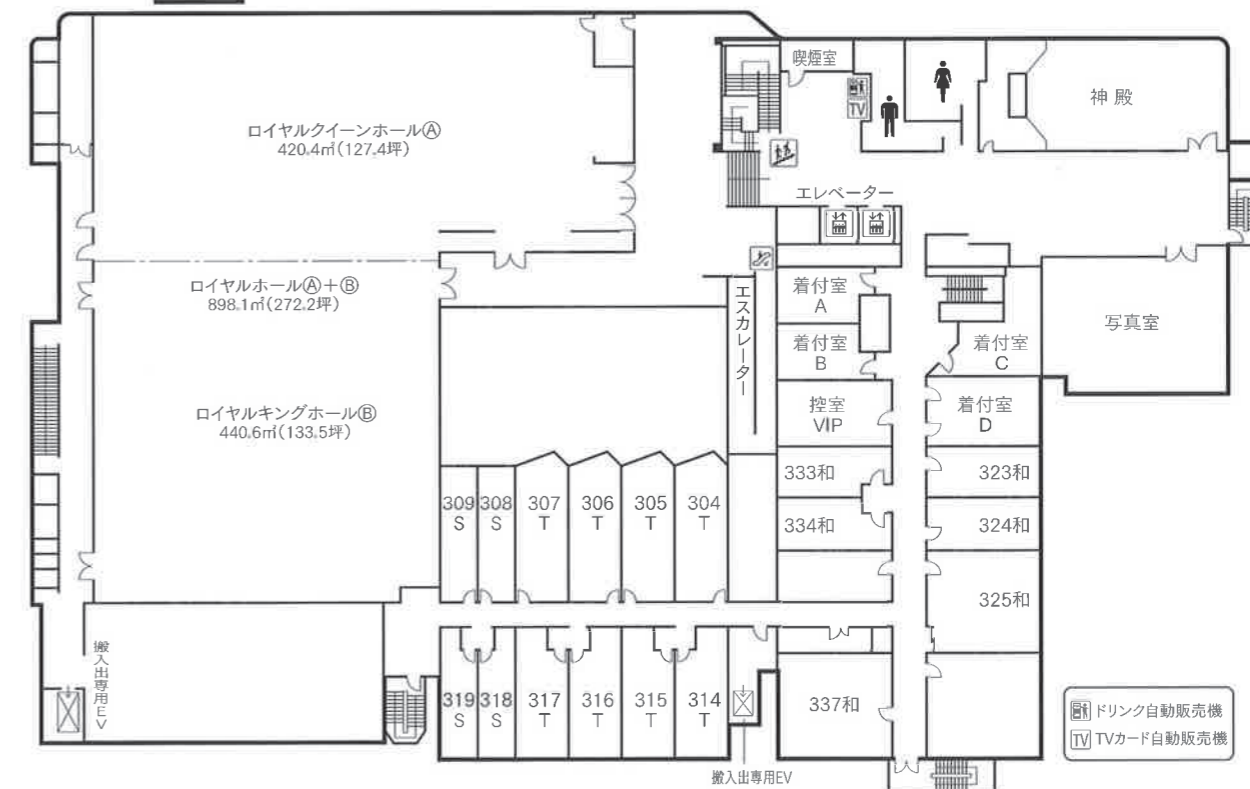 喫煙室
TV
神殿
ロイヤルクイーンホールⒶ
420.4㎡(127.4坪)
エレベーター
ロイヤルホールⒶ+Ⓑ
898.1㎡(272.2坪)
エスカレーター
着付室
A
写真室
着付室
B
着付室
C
ロイヤルキングホールⒷ
440.6㎡(133.5坪)
控室
VIP
着付室
D
333和
323和
309
S
308
S
307
T
306
T
305
T
304
T
334和
324和
325和
搬入出専用EV
319
S
318
S
317
T
316
T
315
T
314
T
337和
搬入出専用EV
ドリンク自動販売機
TV TVカード自動販売機